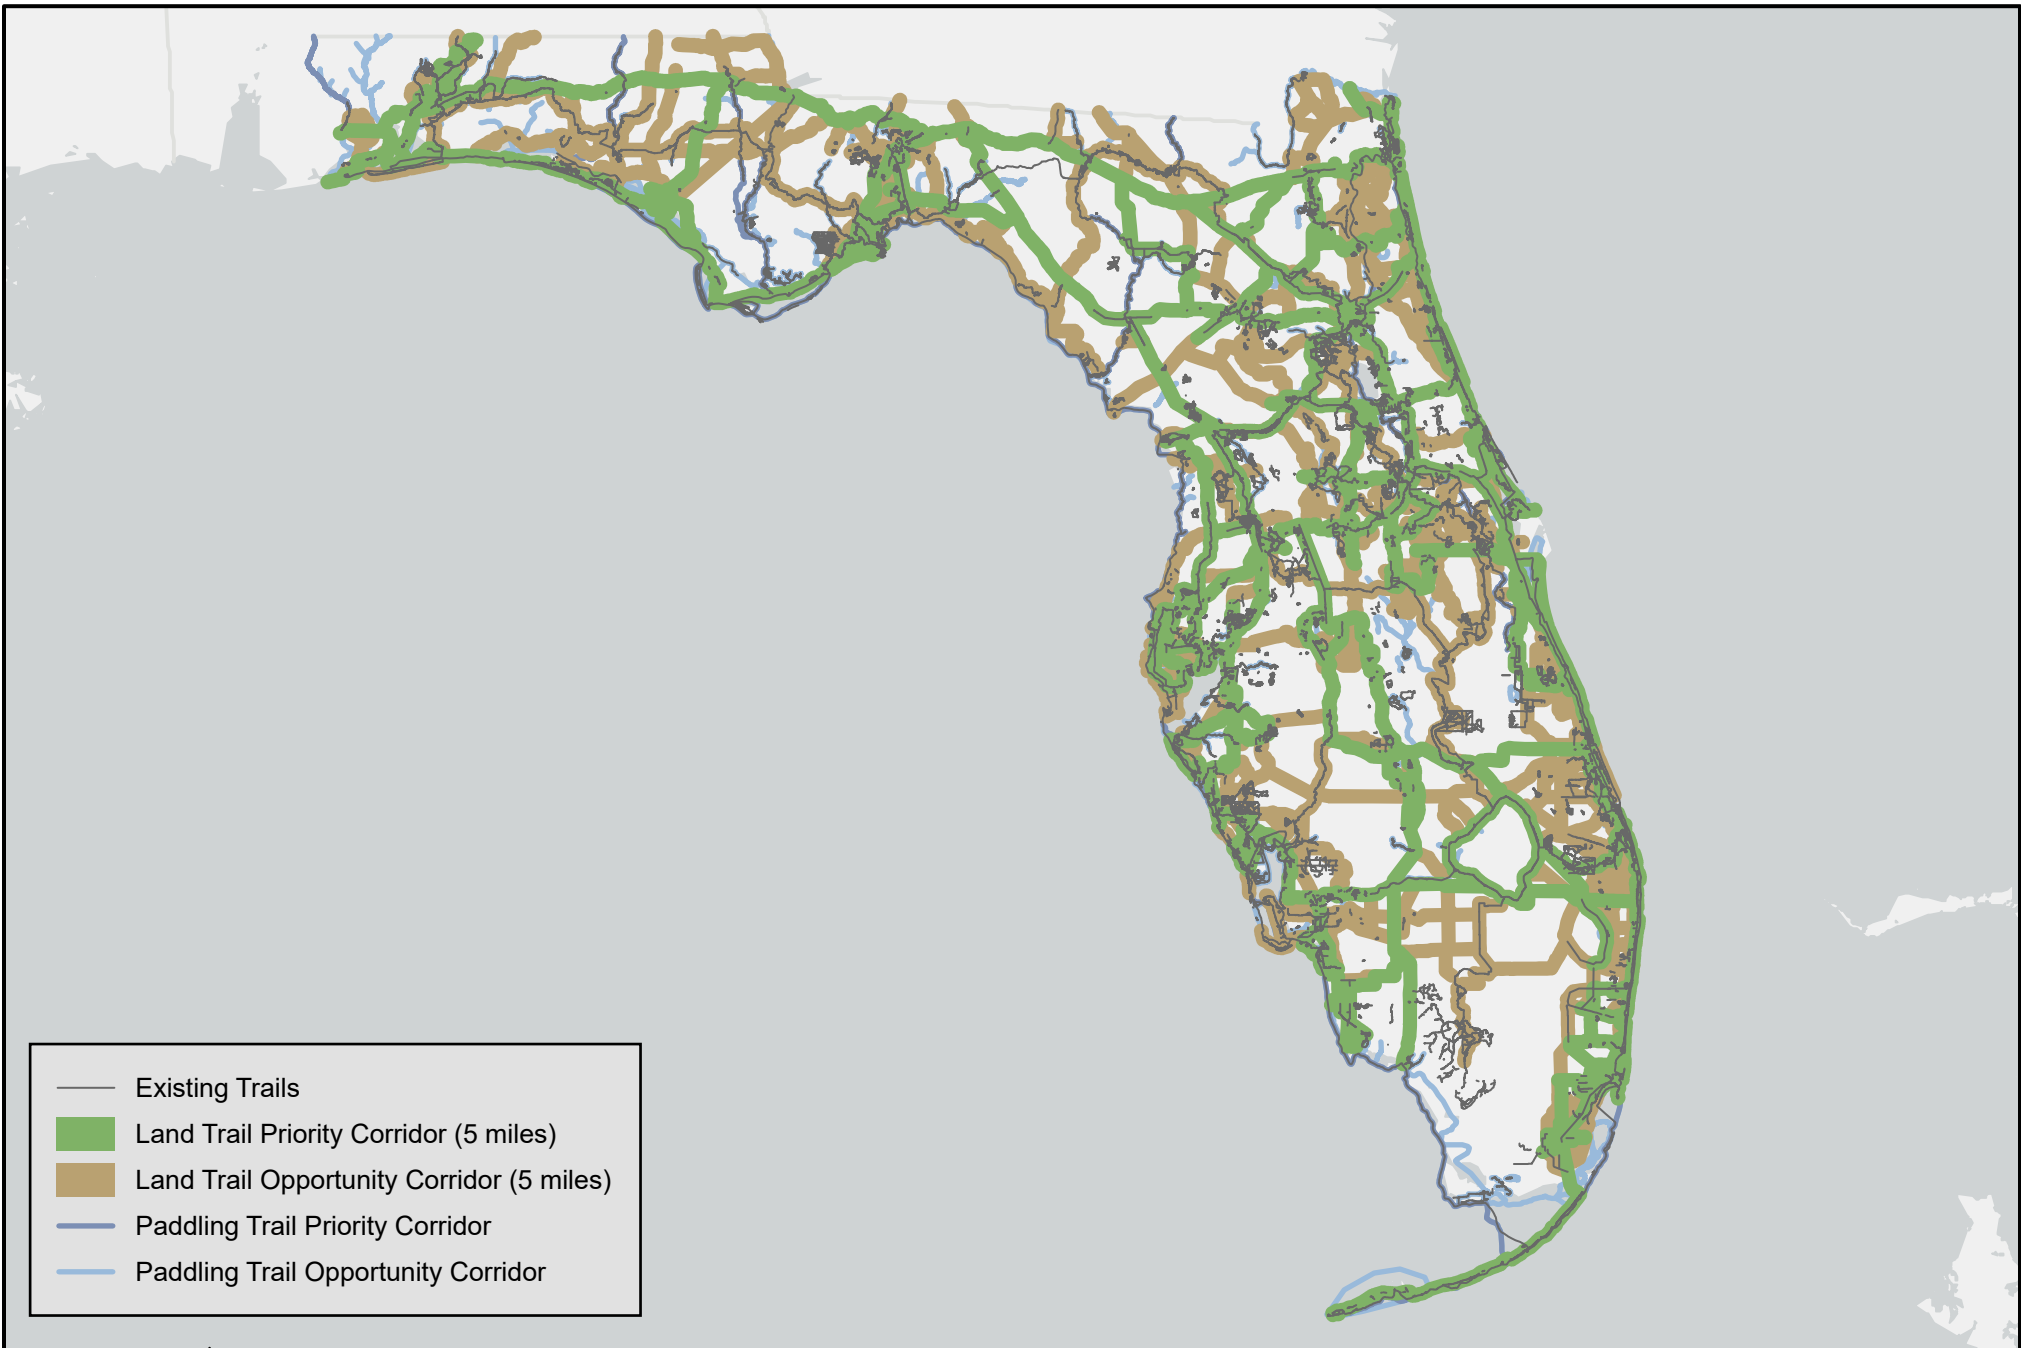 Existing Trails
Land Trail Priority Corridor (5 miles)
Land Trail Opportunity Corridor (5 miles)
Paddling Trail Priority Corridor
Paddling Trail Opportunity Corridor